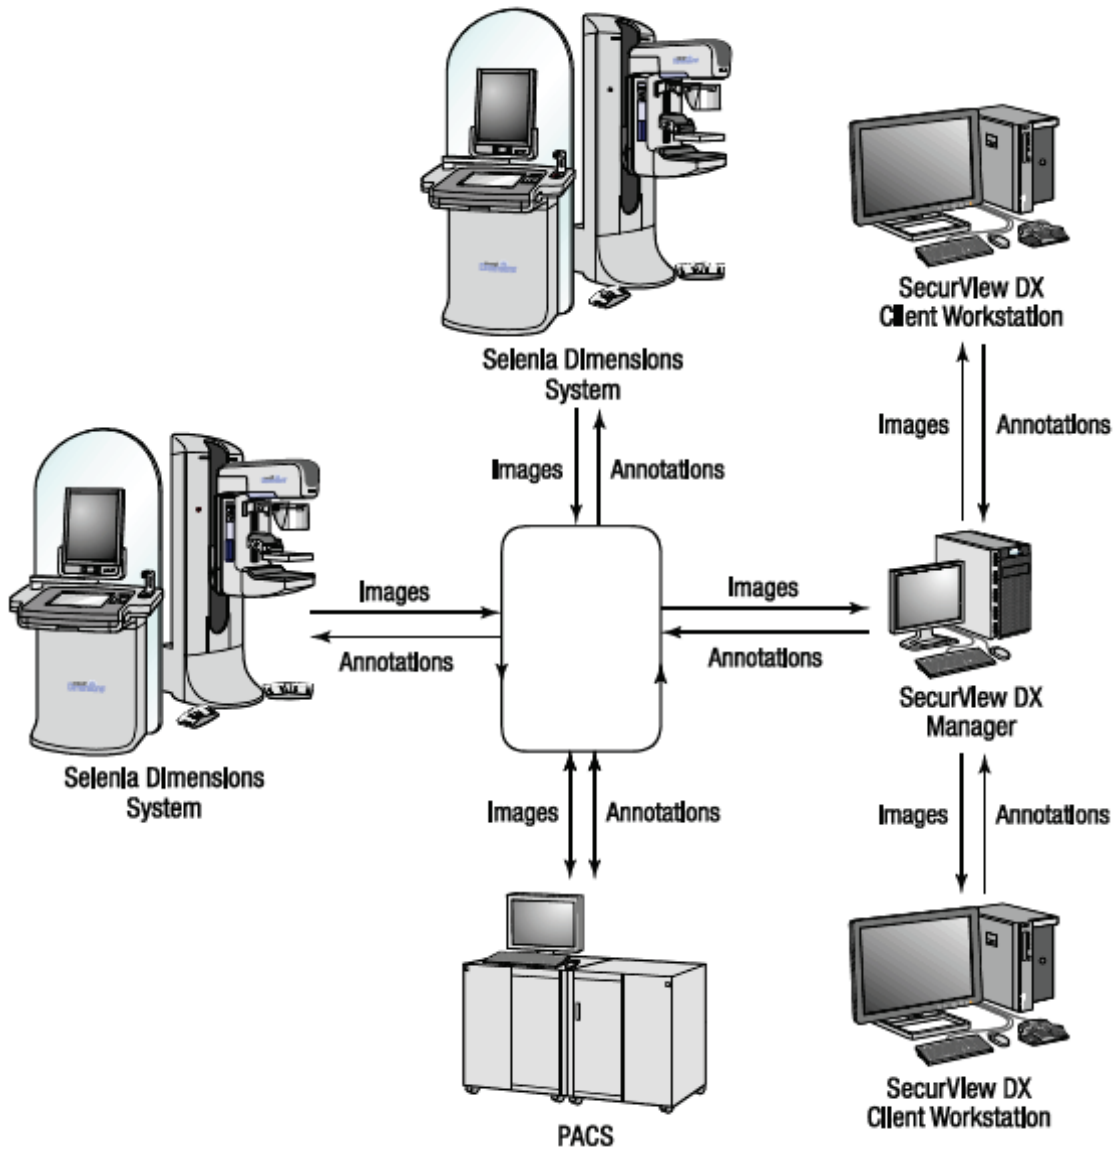 Selenia Dimensions
System
SecurView DX
Client Workstation
Images
Annotations
Images
Annotations
Images
Annotations
Images
Annotations
Selenia Dimensions
System
SecurView DX
Manager
Images
Annotations
Images
Annotations
PACS
SecurView DX
Client Workstation